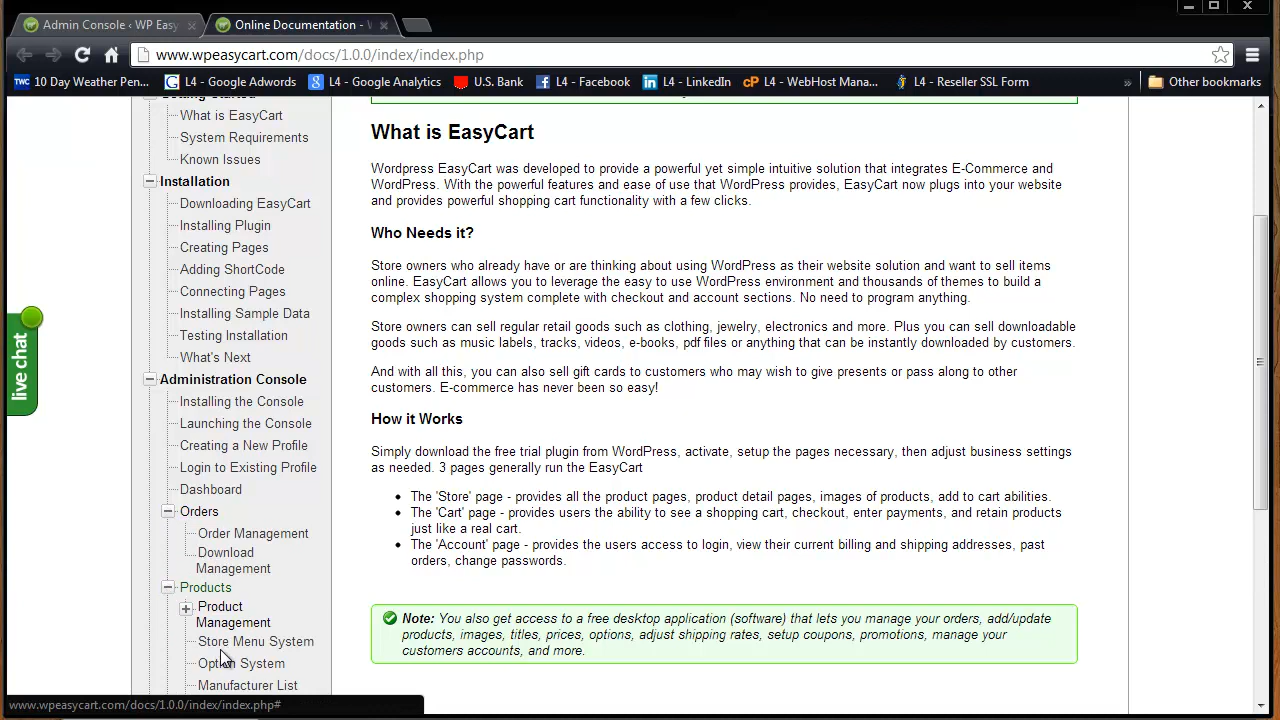 Admin Console ‹ WP Easy
Online Documentation -
www.wpeasycart.com/docs/1.0.0/index/index.php
TWC 10 Day Weather Pen...
L4 - Google Adwords
L4 - Google Analytics
U.S. Bank
L4 - Facebook
L4 - LinkedIn
cP L4 - WebHost Mana...
L4 - Reseller SSL Form
»
Other bookmarks
What is EasyCart
System Requirements
Known Issues
Installation
Downloading EasyCart
Installing Plugin
Creating Pages
Adding ShortCode
Connecting Pages
Installing Sample Data
Testing Installation
What's Next
Administration Console
Installing the Console
Launching the Console
Creating a New Profile
Login to Existing Profile
Dashboard
Orders
Order Management
Download
Management
Products
Product
Management
Store Menu System
Option System
Manufacturer List
live chat
What is EasyCart
Wordpress EasyCart was developed to provide a powerful yet simple intuitive solution that integrates E-Commerce and
WordPress. With the powerful features and ease of use that WordPress provides, EasyCart now plugs into your website
and provides powerful shopping cart functionality with a few clicks.
Who Needs it?
Store owners who already have or are thinking about using WordPress as their website solution and want to sell items
online. EasyCart allows you to leverage the easy to use WordPress environment and thousands of themes to build a
complex shopping system complete with checkout and account sections. No need to program anything.
Store owners can sell regular retail goods such as clothing, jewelry, electronics and more. Plus you can sell downloadable
goods such as music labels, tracks, videos, e-books, pdf files or anything that can be instantly downloaded by customers.
And with all this, you can also sell gift cards to customers who may wish to give presents or pass along to other
customers. E-commerce has never been so easy!
How it Works
Simply download the free trial plugin from WordPress, activate, setup the pages necessary, then adjust business settings
as needed. 3 pages generally run the EasyCart
• The 'Store' page - provides all the product pages, product detail pages, images of products, add to cart abilities.
• The 'Cart' page - provides users the ability to see a shopping cart, checkout, enter payments, and retain products
just like a real cart.
• The 'Account' page - provides the users access to login, view their current billing and shipping addresses, past
orders, change passwords.
Note: You also get access to a free desktop application (software) that lets you manage your orders, add/update
products, images, titles, prices, options, adjust shipping rates, setup coupons, promotions, manage your
customers accounts, and more.
www.wpeasycart.com/docs/1.0.0/index/index.php#